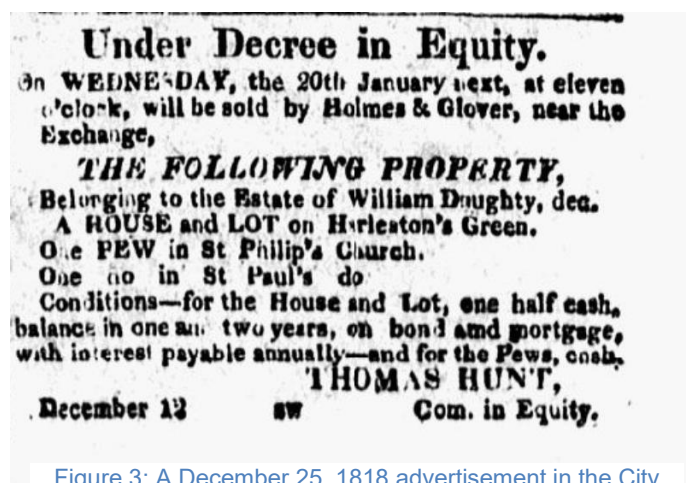 Under Decree in Equity.
On WEDNESDAY, the 20th January next, at eleven
o'clock, will be sold by Holmes & Glover, near the
Exchange,
THE FOLLOWING PROPERTY,
Belonging to the Estate of William Doughty, dec.
A HOUSE and LOT on Harleston's Green.
One PEW in St Philip's Church.
One do in St Paul's do
Conditions—for the House and Lot, one half cash,
balance in one and two years, on bond amd mortgage,
with interest payable annually—and for the Pews, cash.
THOMAS HUNT,
December 12 sw Com. in Equity.
Figure 3: A December 25, 1818 advertisement in the City